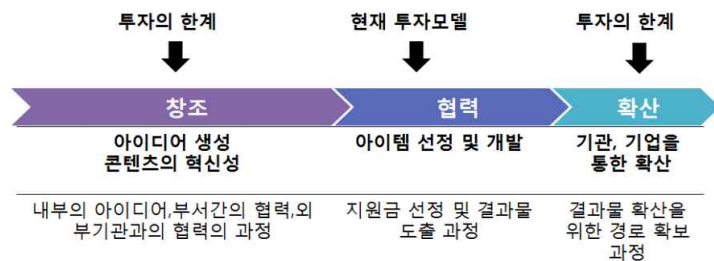 투자의 한계 현재 투자모델 투자의 한계
창조 협력 확산
아이디어 생성
콘텐츠의 혁신성
아이템 선정 및 개발
기관, 기업을
통한 확산
내부의 아이디어,부서간의 협력,외
부기관과의 협력의 과정
지원금 선정 및 결과물
도출 과정
결과물 확산을
위한 경로 확보
과정